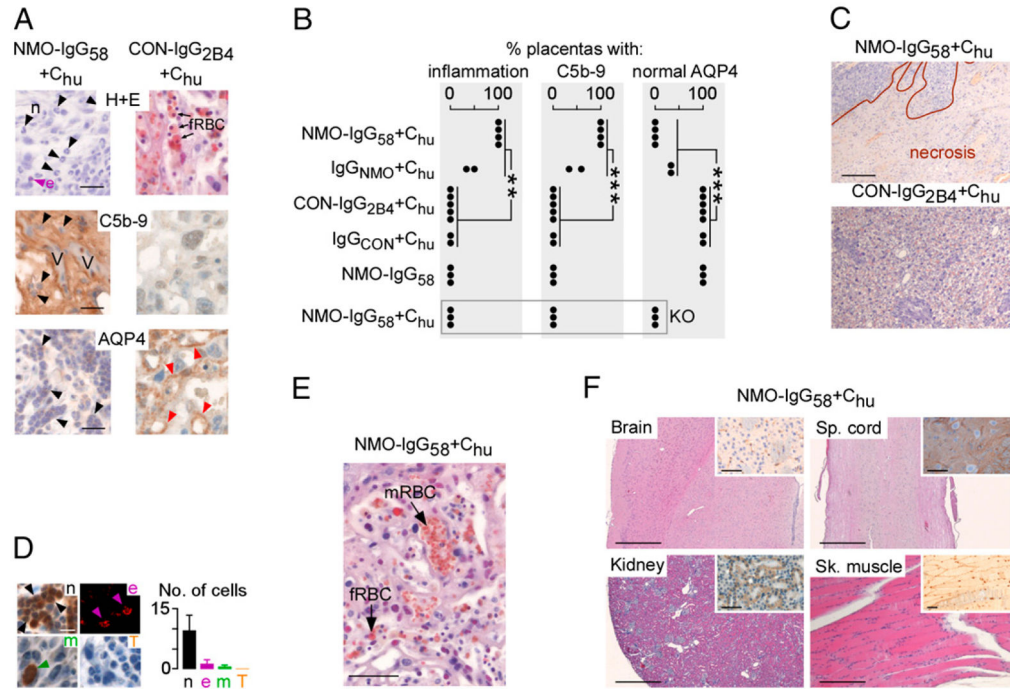 A
NMO-IgG58
+Chu
CON-IgG2B4
+Chu
H+E
n
e
fRBC
C5b-9
V V
AQP4
B
% placentas with:
inflammation C5b-9 normal AQP4
0 100 0 100 0 100
NMO-IgG58+Chu
IgGNMO+Chu
CON-IgG2B4+Chu
IgGCON+Chu
NMO-IgG58
NMO-IgG58+Chu
KO
*** *** ***
C
NMO-IgG58+Chu
necrosis
CON-IgG2B4+Chu
D
n e
m T
No. of cells
15
0
n e m T
E
NMO-IgG58+Chu
mRBC
fRBC
F
NMO-IgG58+Chu
Brain
Sp. cord
Kidney
Sk. muscle